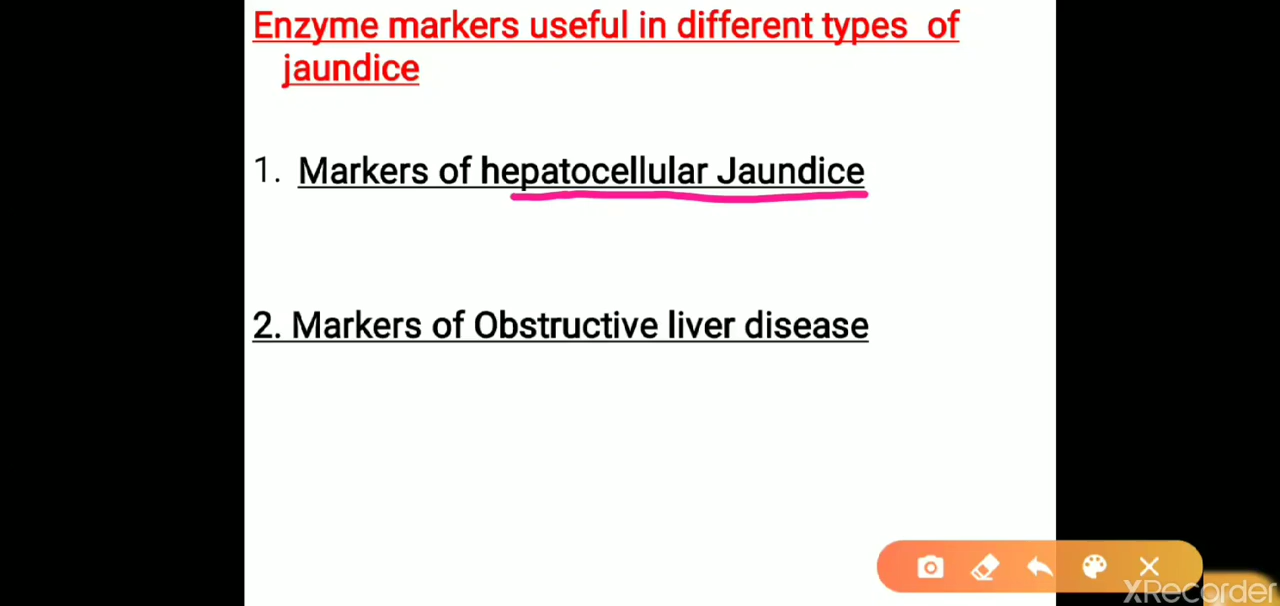 Enzyme markers useful in different types of
jaundice
1. Markers of hepatocellular Jaundice
2. Markers of Obstructive liver disease
XRecorder